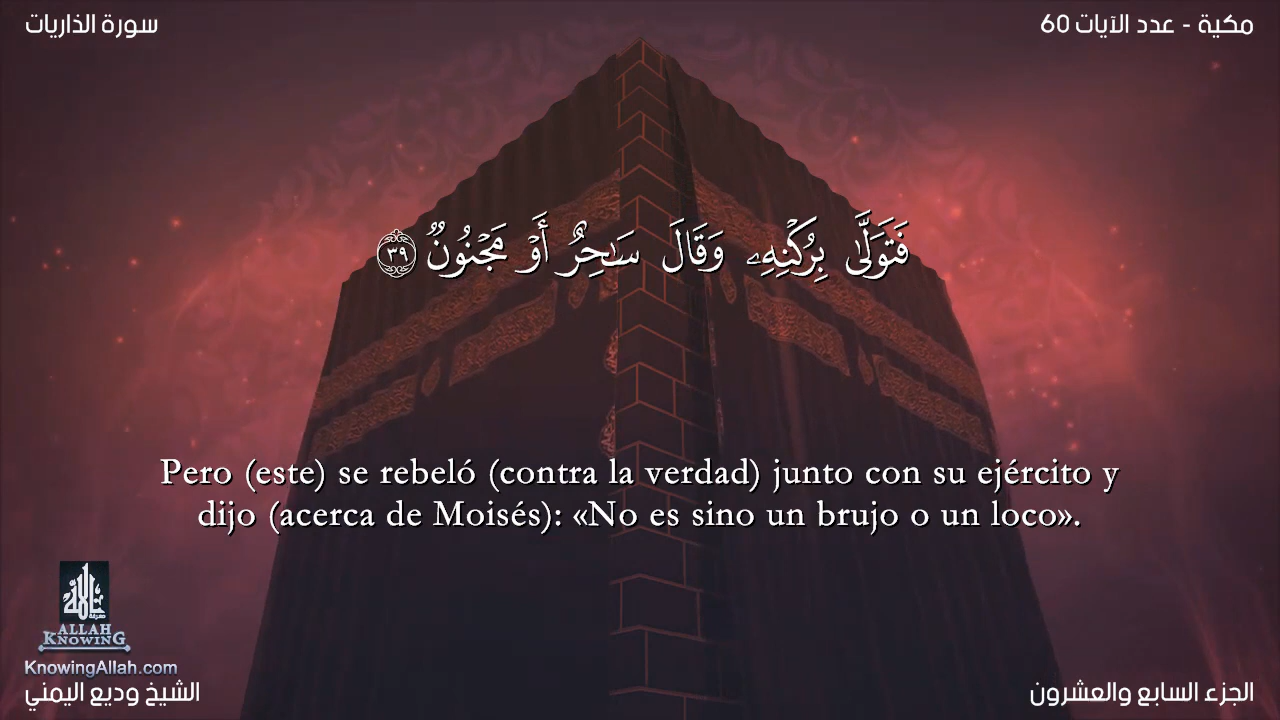 سورة الذاريات
مكية - عدد الآيات 60
فَتَوَلَّىٰ بِرُكْنِهِۦ وَقَالَ سَـٰحِرٌ أَوْ مَجْنُونٌ ٣٩
Pero (este) se rebeló (contra la verdad) junto con su ejército y
dijo (acerca de Moisés): «No es sino un brujo o un loco».
ALLAH
KNOWING
KnowingAllah.com
الشيخ وديع اليمني
الجزء السابع والعشرون